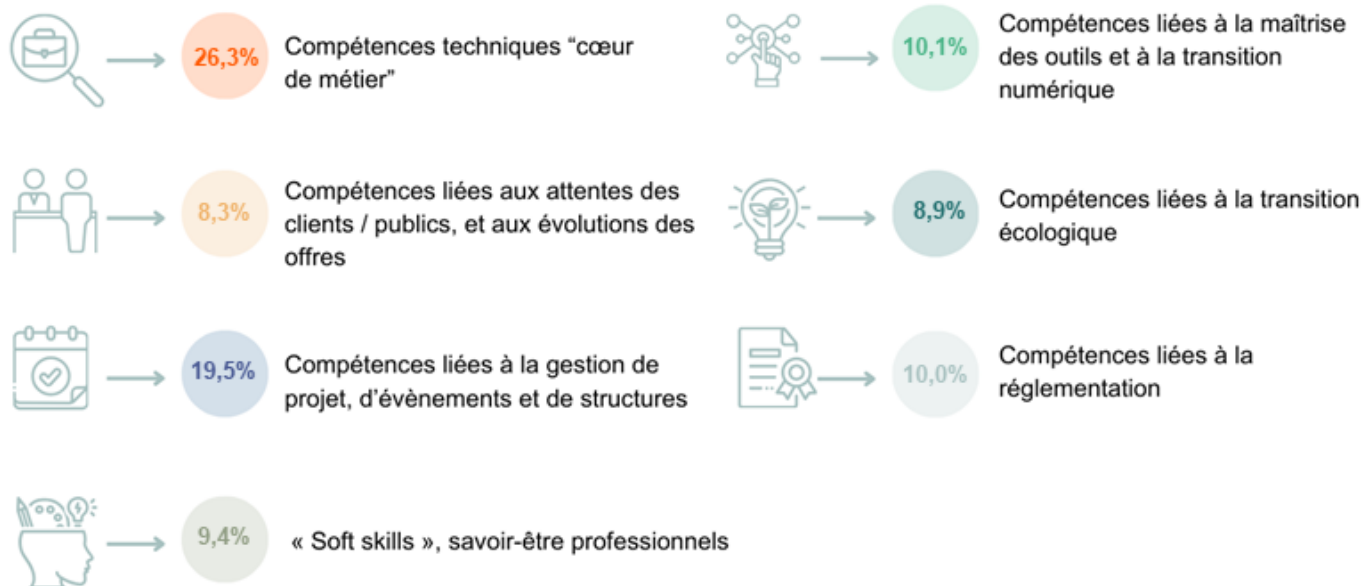 26,3%
Compétences techniques “cœur
de métier”
10,1%
Compétences liées à la maîtrise
des outils et à la transition
numérique
8,3%
Compétences liées aux attentes des
clients / publics, et aux évolutions des
offres
8,9%
Compétences liées à la transition
écologique
19,5%
Compétences liées à la gestion de
projet, d’évènements et de structures
10,0%
Compétences liées à la
réglementation
9,4%
« Soft skills », savoir-être professionnels